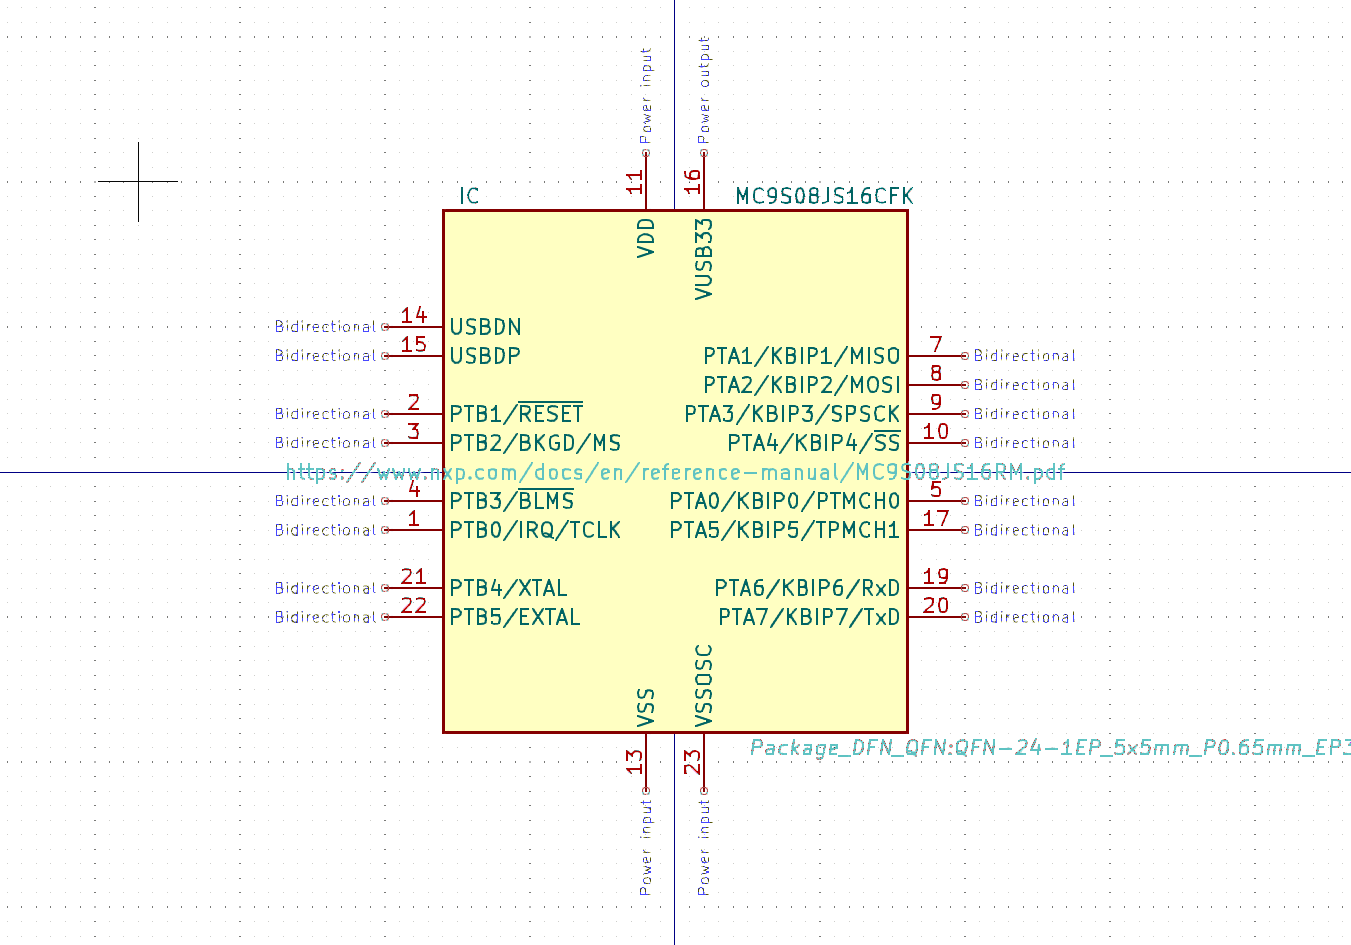 Power input
Power output
11
16
IC
MC9S08JS16CFK
VDD
VUSB33
Bidirectional 14 USBDN
Bidirectional 15 USBDP
PTA1/KBIP1/MISO 7 Bidirectional
PTA2/KBIP2/MOSI 8 Bidirectional
Bidirectional 2 PTB1/RESET
PTA3/KBIP3/SPSCK 9 Bidirectional
Bidirectional 3 PTB2/BKGD/MS
PTA4/KBIP4/SS 10 Bidirectional
https://www.nxp.com/docs/en/reference-manual/MC9S08JS16RM.pdf
Bidirectional 4 PTB3/BLMS
PTA0/KBIP0/PTMCH0 5 Bidirectional
Bidirectional 1 PTB0/IRQ/TCLK
PTA5/KBIP5/TPMCH1 17 Bidirectional
Bidirectional 21 PTB4/XTAL
PTA6/KBIP6/RxD 19 Bidirectional
Bidirectional 22 PTB5/EXTAL
PTA7/KBIP7/TxD 20 Bidirectional
VSS
VSSOSC
13
23
Package_DFN_QFN:QFN-24-1EP_5x5mm_P0.65mm_EP3
Power input
Power input